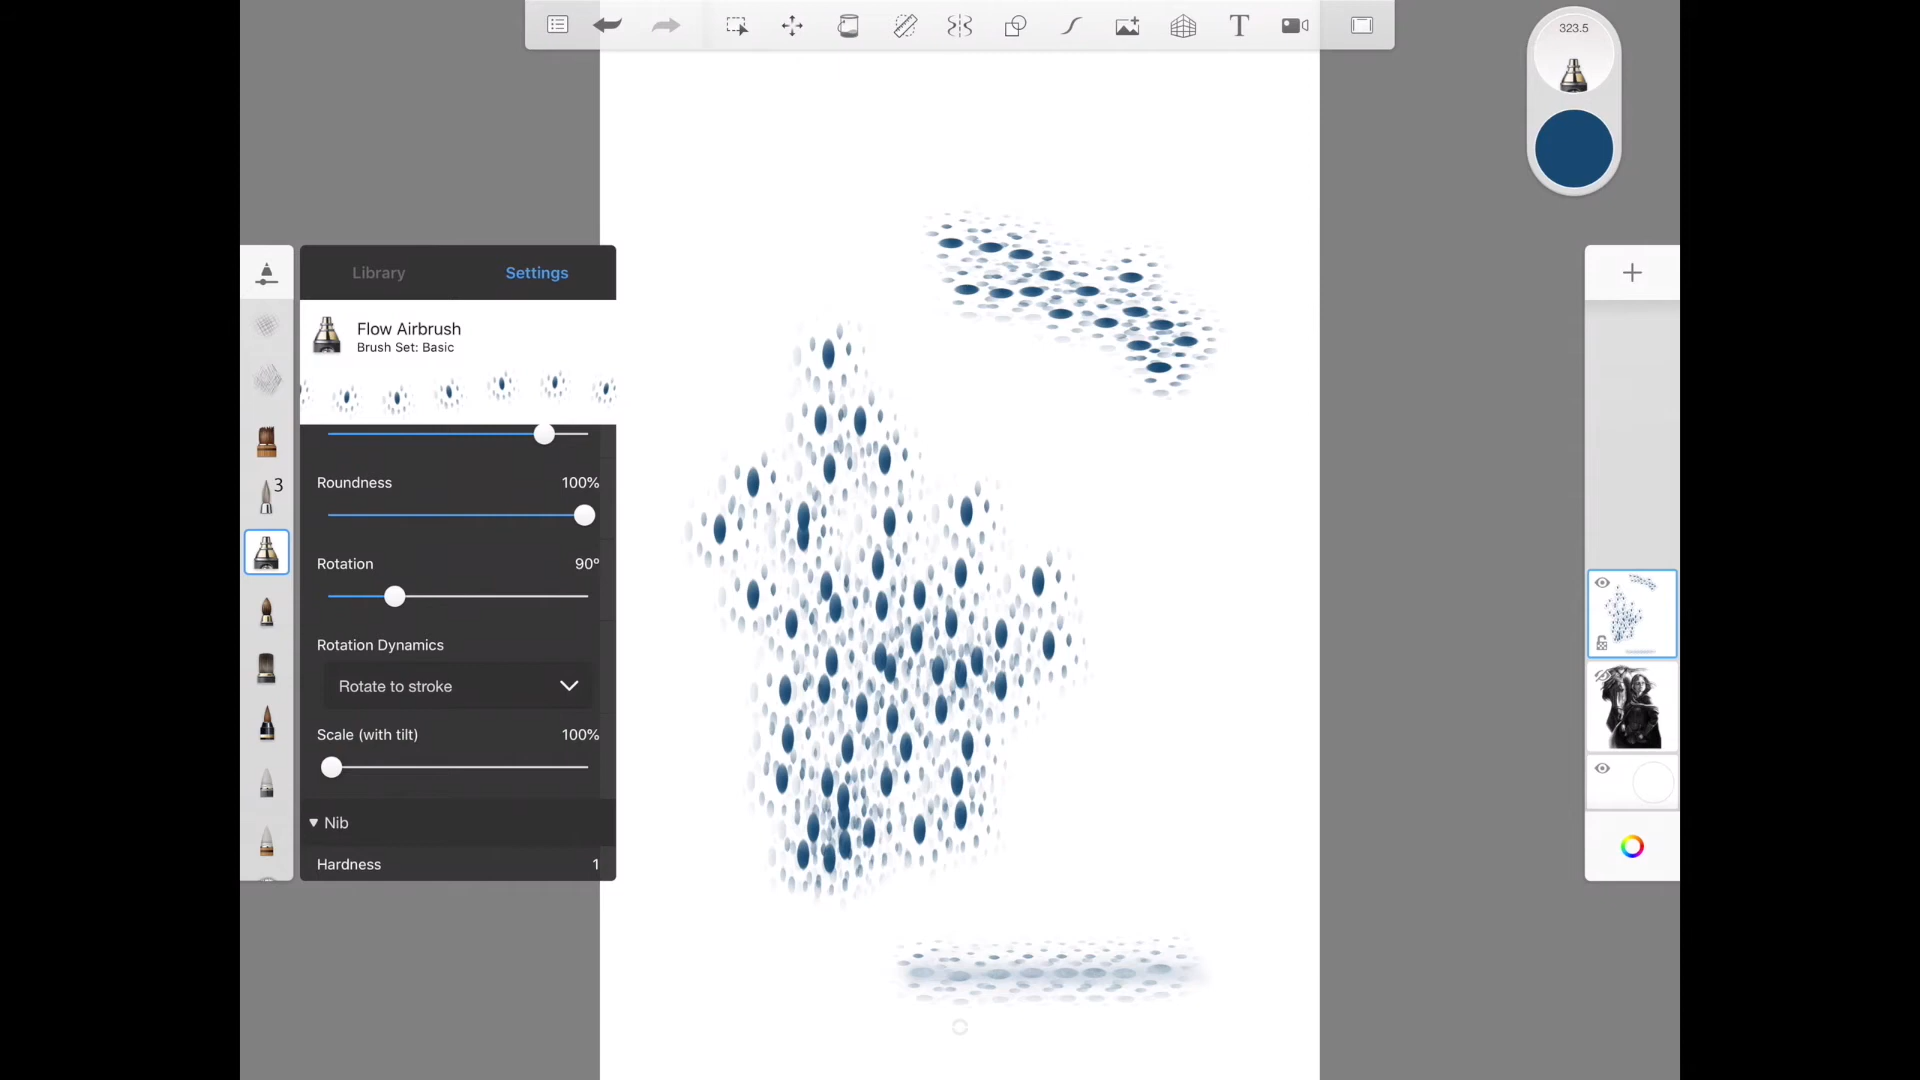 323.5
Library Settings
Flow Airbrush
Brush Set: Basic
3
Roundness 100%
Rotation 90º
Rotation Dynamics
Rotate to stroke
Scale (with tilt) 100%
Nib
Hardness 1